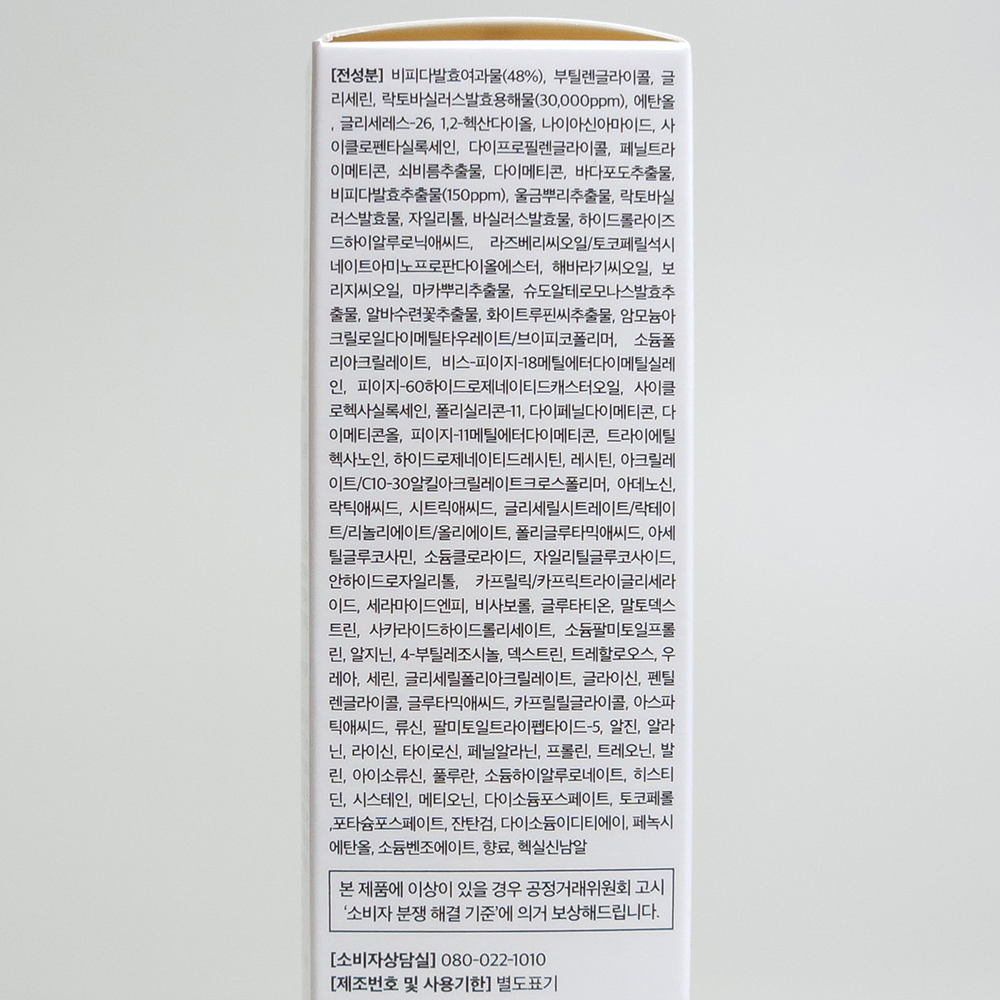 [전성분] 비피다발효여과물(48%), 부틸렌글라이콜, 글
리세린, 락토바실러스발효용해물(30,000ppm), 에탄올
, 글리세레스-26, 1,2-헥산다이올, 나이아신아마이드, 사
이클로펜타실록세인, 다이프로필렌글라이콜, 페닐트라
이메티콘, 쇠비름추출물, 다이메티콘, 바다포도추출물,
비피다발효추출물(150ppm), 울금뿌리추출물, 락토바실
러스발효물, 자일리톨, 바실러스발효물, 하이드롤라이즈
드하이알루로닉애씨드, 라즈베리씨오일/토코페릴석시
네이트아미노프로판다이올에스터, 해바라기씨오일, 보
리지씨오일, 마카뿌리추출물, 슈도알테로모나스발효추
출물, 알바수련꽃추출물, 화이트루핀씨추출물, 암모늄아
크릴로일다이메틸타우레이트/브이피코폴리머, 소듐폴
리아크릴레이트, 비스-피이지-18메틸에터다이메틸실레
인, 피이지-60하이드로제네이티드캐스터오일, 사이클
로헥사실록세인, 폴리실리콘-11, 다이페닐다이메티콘, 다
이메티콘올, 피이지-11메틸에터다이메티콘, 트라이에틸
헥사노인, 하이드로제네이티드레시틴, 레시틴, 아크릴레
이트/C10-30알킬아크릴레이트크로스폴리머, 아데노신,
락틱애씨드, 시트릭애씨드, 글리세릴시트레이트/락테이
트/리놀리에이트/올리에이트, 폴리글루타믹애씨드, 아세
틸글루코사민, 소듐클로라이드, 자일리틸글루코사이드,
안하이드로자일리톨, 카프릴릭/카프릭트라이글리세라
이드, 세라마이드엔피, 비사보롤, 글루타티온, 말토덱스
트린, 사카라이드하이드롤리세이트, 소듐팔미토일프롤
린, 알지닌, 4-부틸레조시놀, 덱스트린, 트레할로오스, 우
레아, 세린, 글리세릴폴리아크릴레이트, 글라이신, 펜틸
렌글라이콜, 글루타믹애씨드, 카프릴릴글라이콜, 아스파
틱애씨드, 류신, 팔미토일트라이펩타이드-5, 알진, 알라
닌, 라이신, 타이로신, 페닐알라닌, 프롤린, 트레오닌, 발
린, 아이소류신, 풀루란, 소듐하이알루로네이트, 히스티
딘, 시스테인, 메티오닌, 다이소듐포스페이트, 토코페롤
,포타슘포스페이트, 잔탄검, 다이소듐이디티에이, 페녹시
에탄올, 소듐벤조에이트, 향료, 헥실신남알
본 제품에 이상이 있을 경우 공정거래위원회 고시
‘소비자 분쟁 해결 기준’에 의거 보상해드립니다.
[소비자상담실] 080-022-1010
[제조번호 및 사용기한] 별도표기